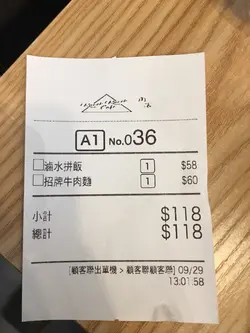 A1 No.036
滷水拼飯 1 $58
招牌牛肉麵 1 $60
小計 $118
總計 $118
[顧客聯出單機 > 顧客聯顧客聯] 09/29
13:01:58